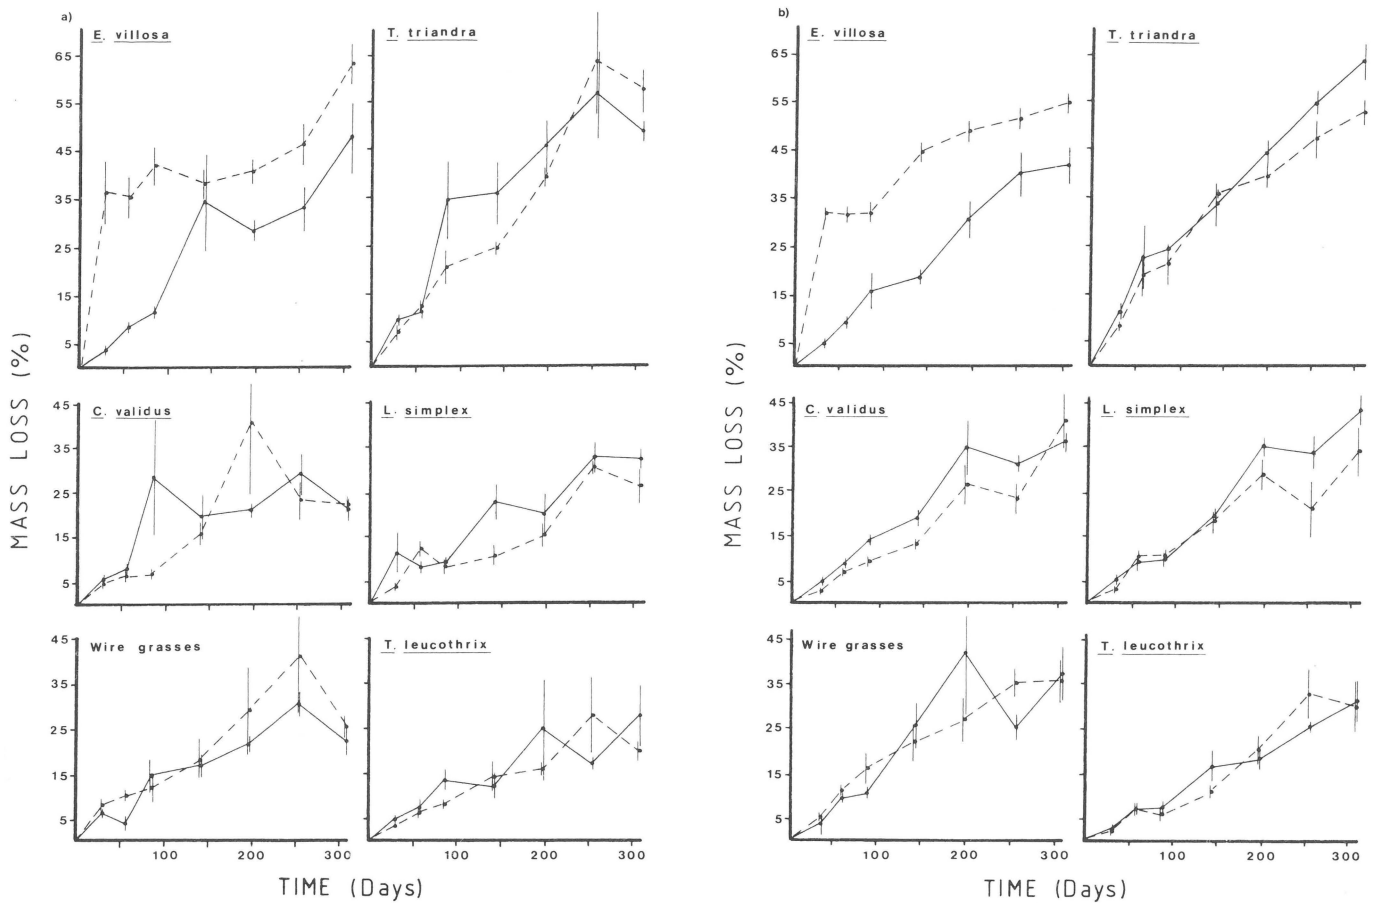 a)
E. villosa
T. triandra
65
55
45
35
25
15
5
C. validus
L. simplex
45
35
25
15
5
Wire grasses
T. leucothrix
45
35
25
15
5
100 200 300 100 200 300
MASS LOSS (%)
TIME (Days)
b)
E. villosa
T. triandra
65
55
45
35
25
15
5
C. validus
L. simplex
45
35
25
15
5
Wire grasses
T. leucothrix
45
35
25
15
5
100 200 300 100 200 300
MASS LOSS (%)
TIME (Days)